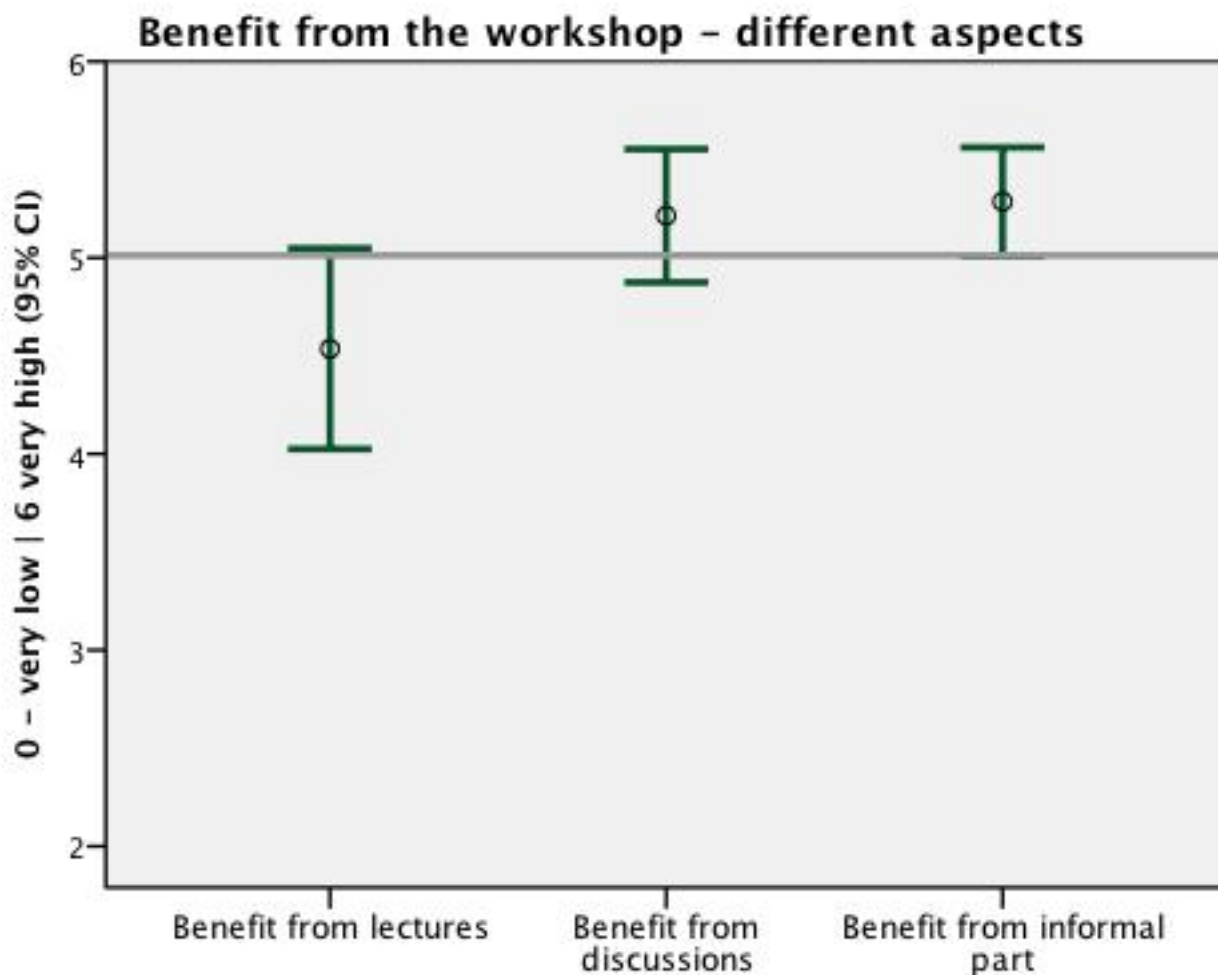 Benefit from the workshop – different aspects
6
5
4
3
2
0 – very low | 6 very high (95% CI)
Benefit from lectures
Benefit from
discussions
Benefit from informal
part